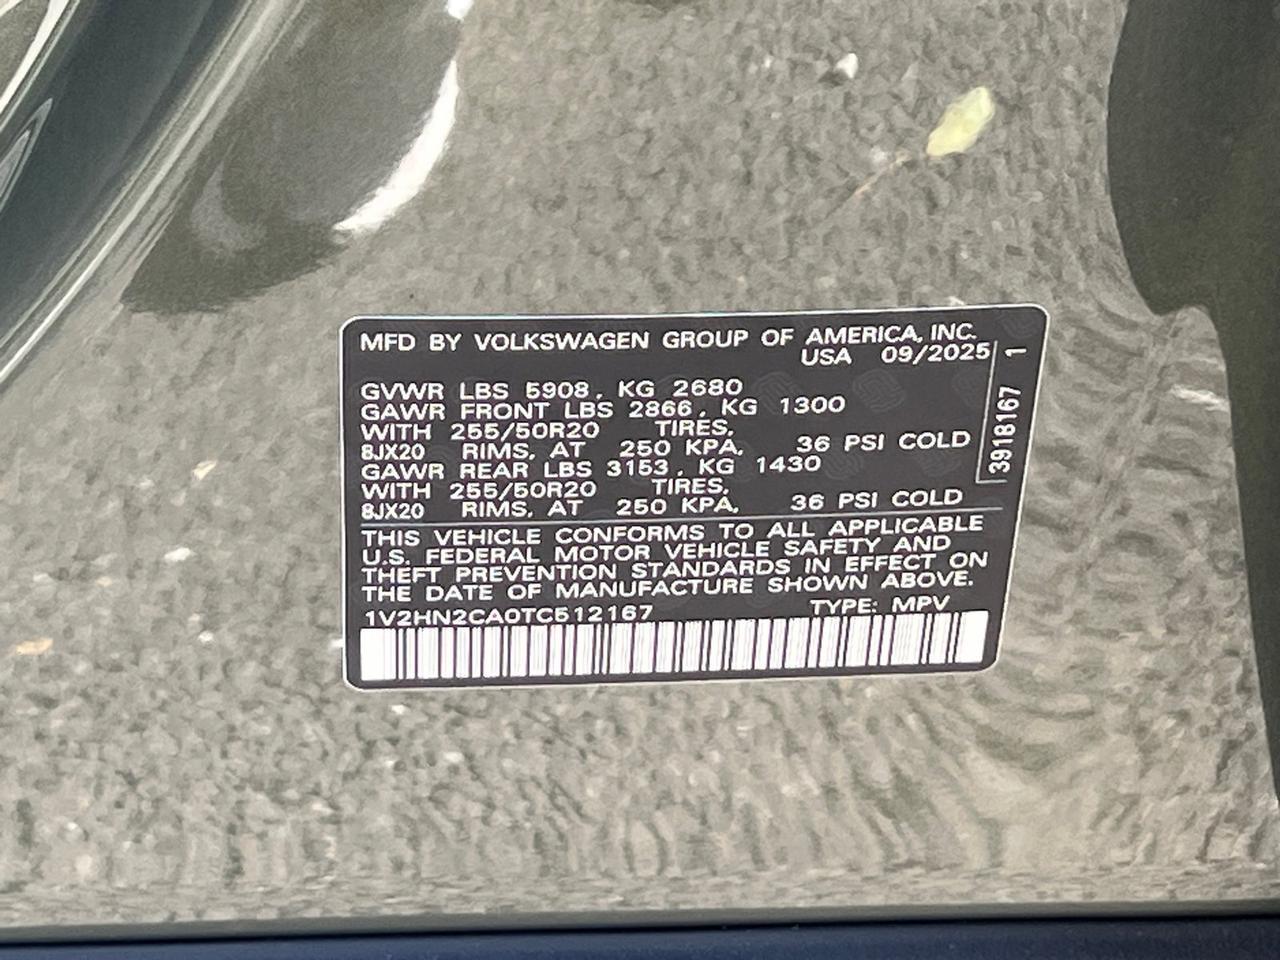 MFD BY VOLKSWAGEN GROUP OF AMERICA, INC.
USA 09/2025
GVWR LBS 5908, KG 2680
GAWR FRONT LBS 2866, KG 1300
WITH 255/50R20 TIRES,
8JX20 RIMS, AT 250 KPA, 36 PSI COLD
GAWR REAR LBS 3153, KG 1430
WITH 255/50R20 TIRES,
8JX20 RIMS, AT 250 KPA, 36 PSI COLD
THIS VEHICLE CONFORMS TO ALL APPLICABLE
U.S. FEDERAL MOTOR VEHICLE SAFETY AND
THEFT PREVENTION STANDARDS IN EFFECT ON
THE DATE OF MANUFACTURE SHOWN ABOVE.
1V2HN2CA0TC512167 TYPE: MPV
3918167 1